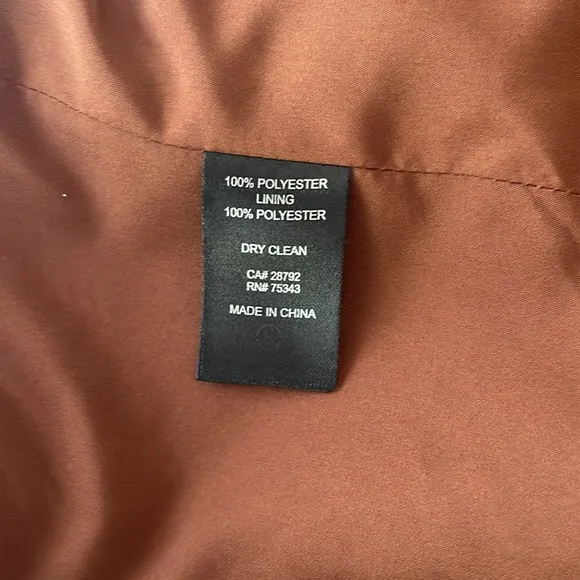 100% POLYESTER
LINING
100% POLYESTER
DRY CLEAN
CA# 28792
RN# 75343
MADE IN CHINA